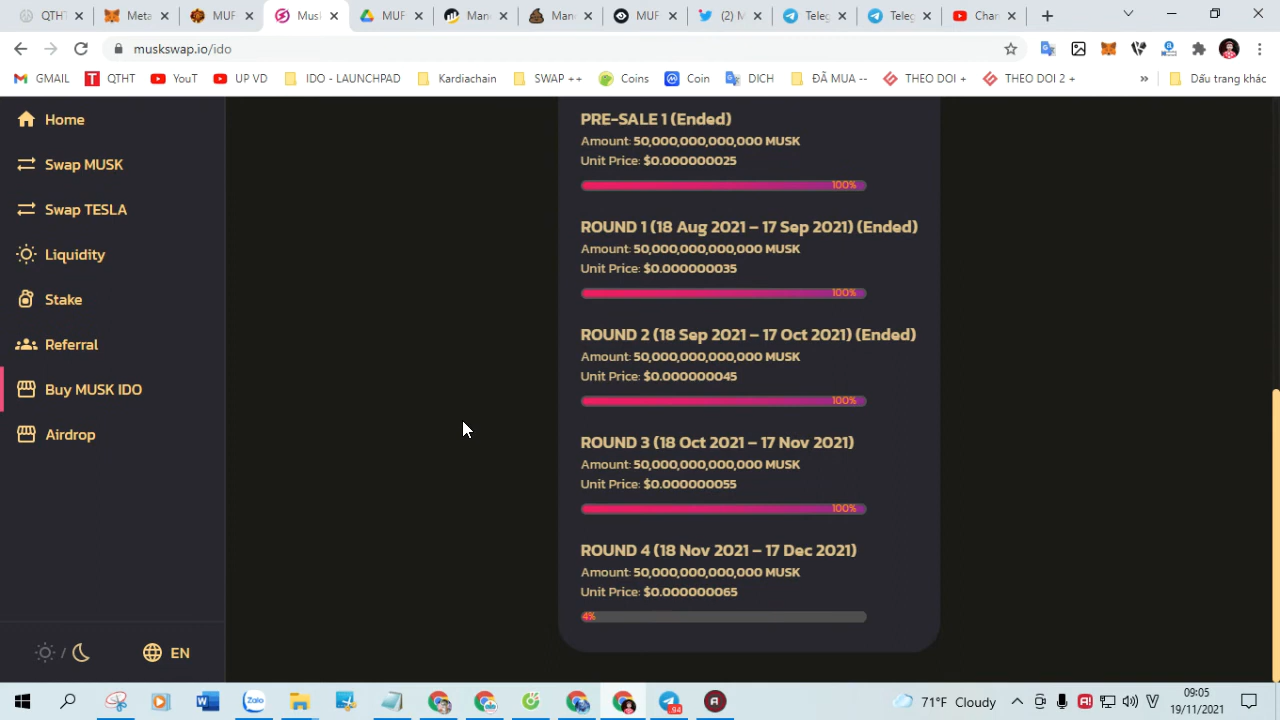 QTHT
Meta
MUF
Musk
MUF
Man
Man
MUF
(2) M
Teleg
Teleg
Chan
muskswap.io/ido
GMAIL
QTHT
YouT
UP VD
IDO - LAUNCHPAD
Kardiachain
SWAP ++
Coins
Coin
DICH
ĐÃ MUA --
THEO DOI +
THEO DOI 2 +
»
Dấu trang khác
Home
Swap MUSK
Swap TESLA
Liquidity
Stake
Referral
Buy MUSK IDO
Airdrop
/
EN
PRE-SALE 1 (Ended)
Amount: 50,000,000,000,000 MUSK
Unit Price: $0.000000025
100%
ROUND 1 (18 Aug 2021 – 17 Sep 2021) (Ended)
Amount: 50,000,000,000,000 MUSK
Unit Price: $0.000000035
100%
ROUND 2 (18 Sep 2021 – 17 Oct 2021) (Ended)
Amount: 50,000,000,000,000 MUSK
Unit Price: $0.000000045
100%
ROUND 3 (18 Oct 2021 – 17 Nov 2021)
Amount: 50,000,000,000,000 MUSK
Unit Price: $0.000000055
100%
ROUND 4 (18 Nov 2021 – 17 Dec 2021)
Amount: 50,000,000,000,000 MUSK
Unit Price: $0.000000065
4%
Zalo
71°F Cloudy
09:05
19/11/2021